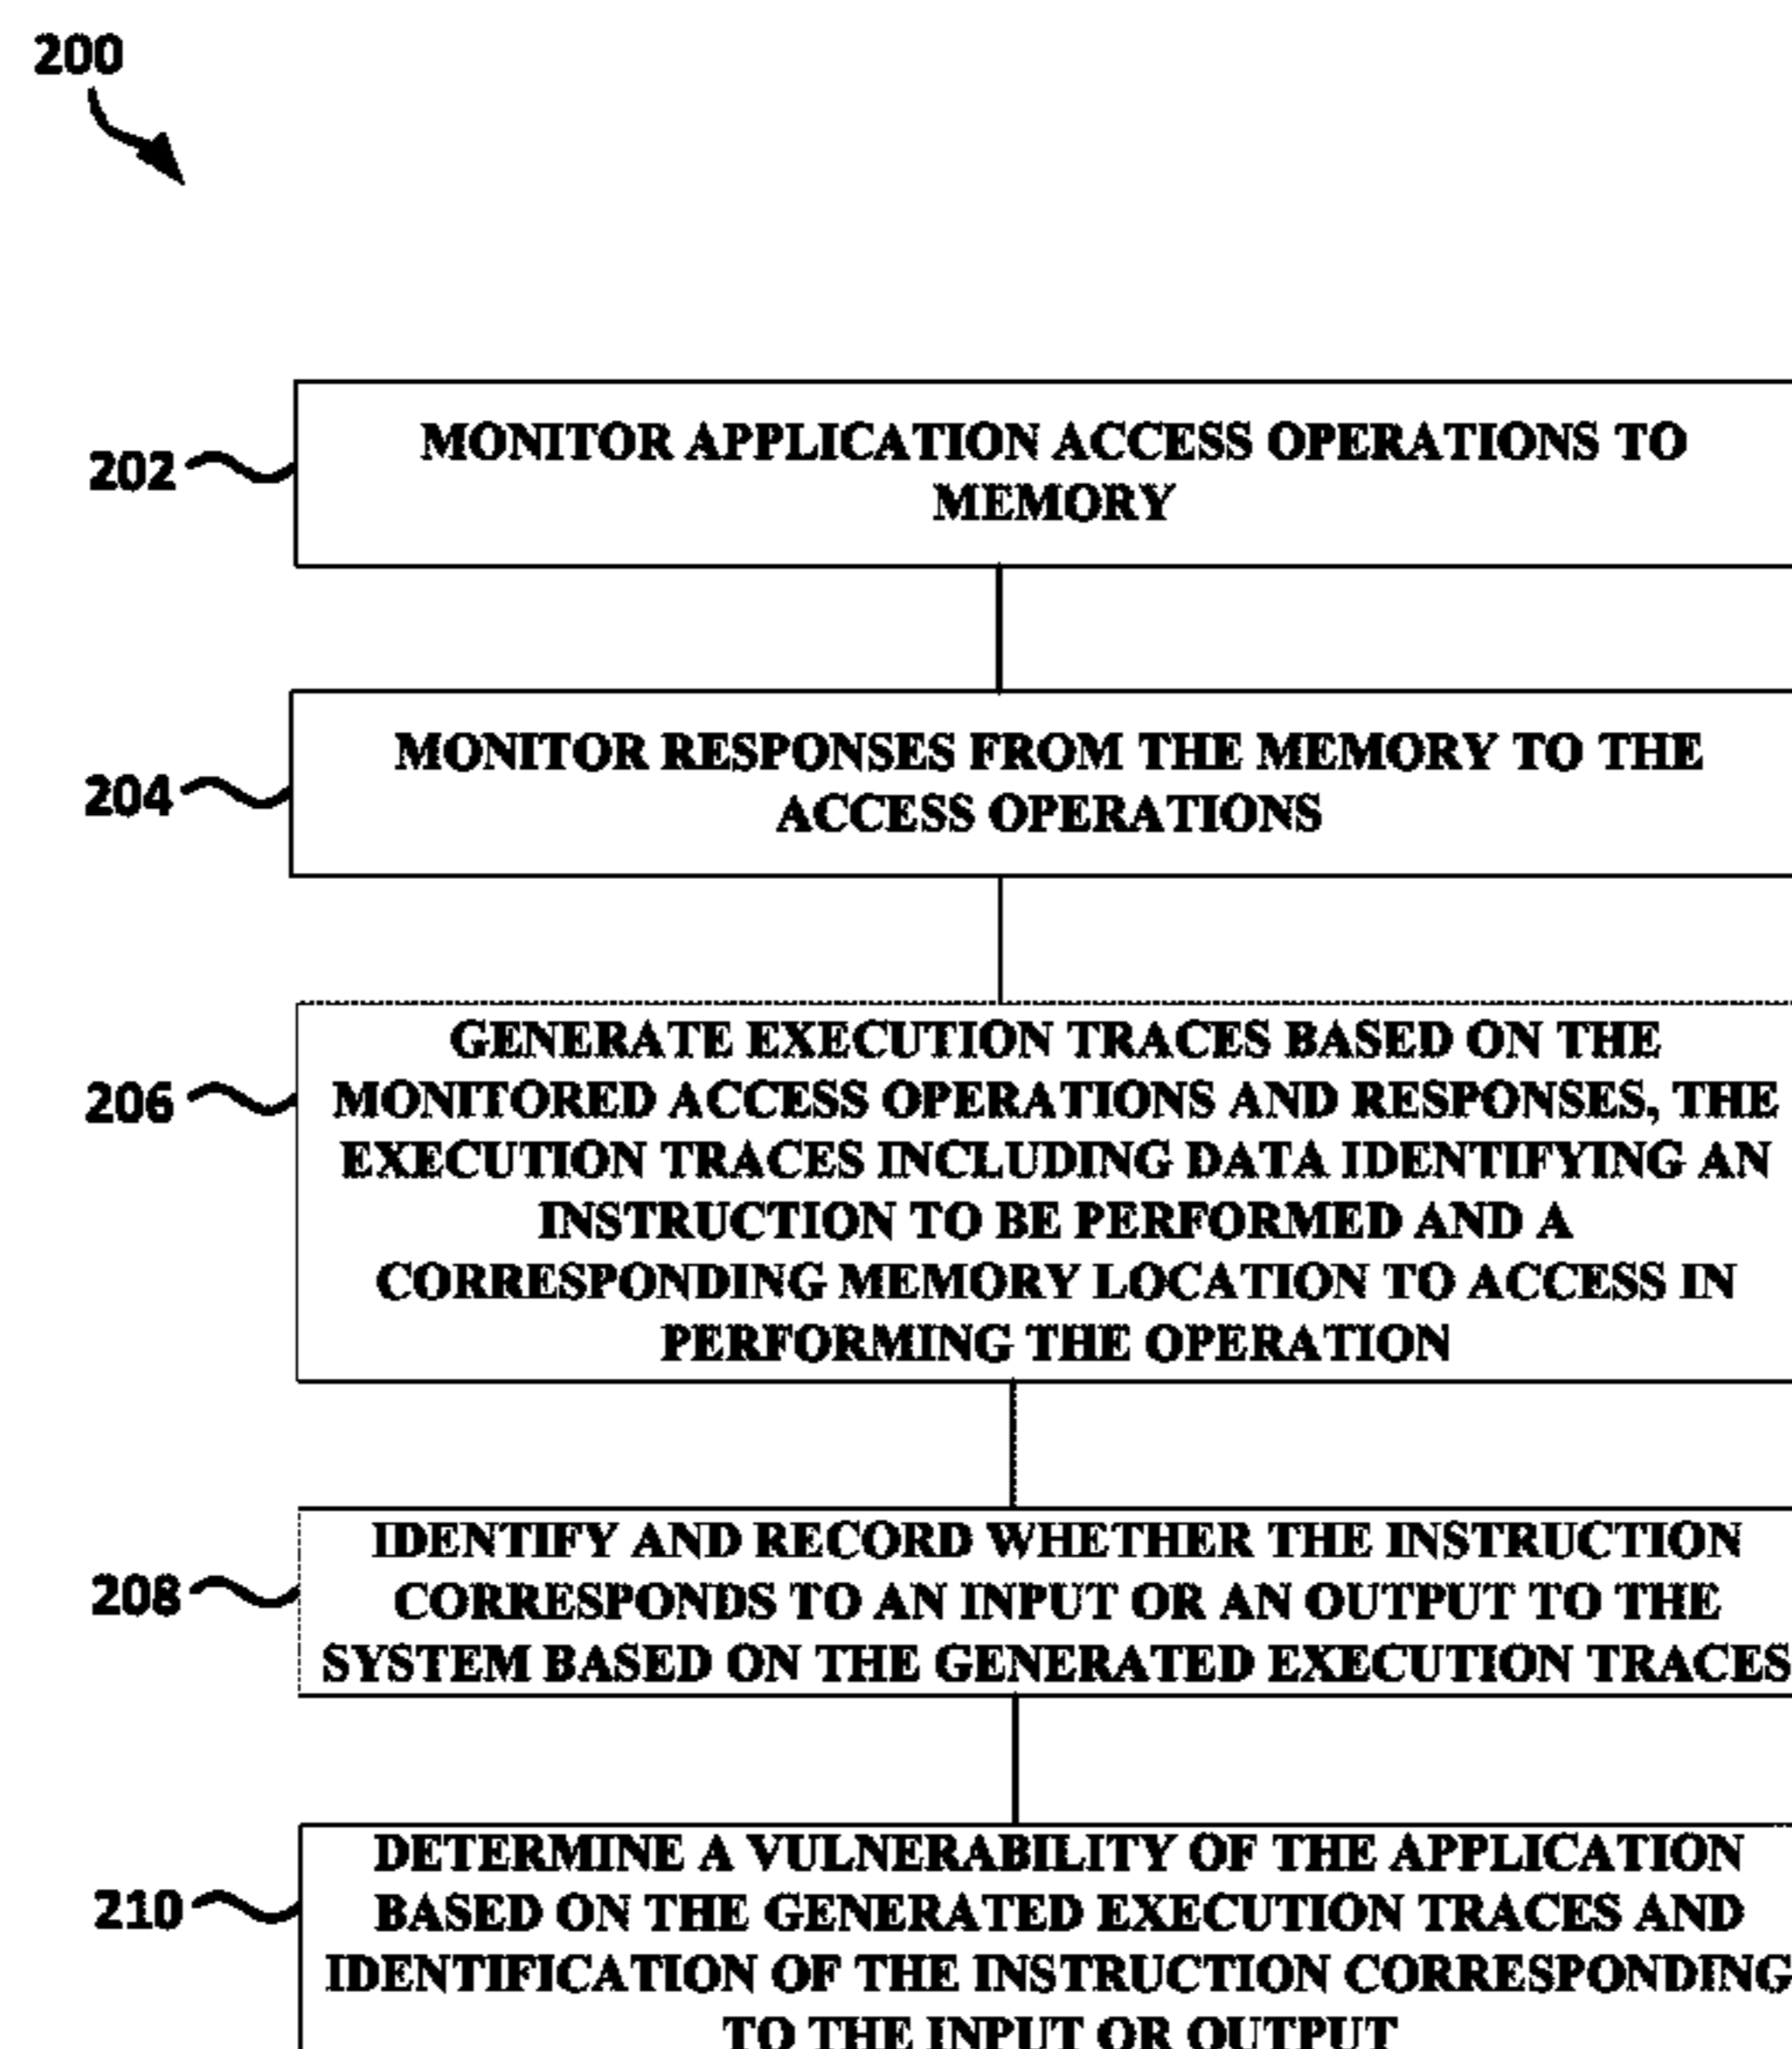 200
202
MONITOR APPLICATION ACCESS OPERATIONS TO
MEMORY
204
MONITOR RESPONSES FROM THE MEMORY TO THE
ACCESS OPERATIONS
206
GENERATE EXECUTION TRACES BASED ON THE
MONITORED ACCESS OPERATIONS AND RESPONSES, THE
EXECUTION TRACES INCLUDING DATA IDENTIFYING AN
INSTRUCTION TO BE PERFORMED AND A
CORRESPONDING MEMORY LOCATION TO ACCESS IN
PERFORMING THE OPERATION
208
IDENTIFY AND RECORD WHETHER THE INSTRUCTION
CORRESPONDS TO AN INPUT OR AN OUTPUT TO THE
SYSTEM BASED ON THE GENERATED EXECUTION TRACES
210
DETERMINE A VULNERABILITY OF THE APPLICATION
BASED ON THE GENERATED EXECUTION TRACES AND
IDENTIFICATION OF THE INSTRUCTION CORRESPONDING
TO THE INPUT OR OUTPUT